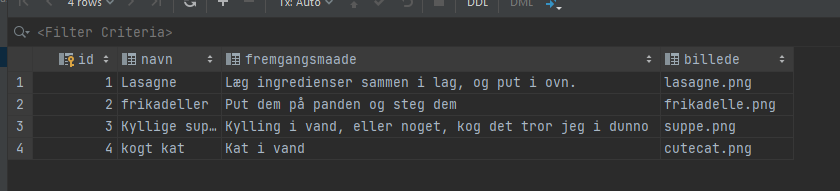 4 rows Tx: Auto DDL DML
<Filter Criteria>
id navn fremgangsmaade billede
1 1 Lasagne Læg ingredienser sammen i lag, og put i ovn. lasagne.png
2 2 frikadeller Put dem på panden og steg dem frikadelle.png
3 3 Kyllige sup… Kylling i vand, eller noget, kog det tror jeg i dunno suppe.png
4 4 kogt kat Kat i vand cutecat.png